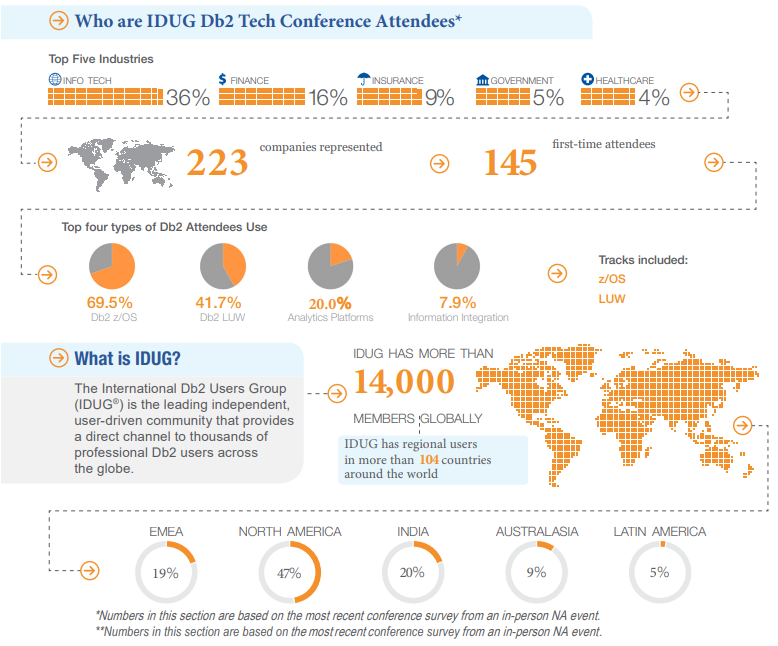 Who are IDUG Db2 Tech Conference Attendees*
Top Five Industries
INFO TECH
36%
FINANCE
16%
INSURANCE
9%
GOVERNMENT
5%
HEALTHCARE
4%
223
companies represented
145
first-time attendees
Top four types of Db2 Attendees Use
69.5%
Db2 z/OS
41.7%
Db2 LUW
20.0%
Analytics Platforms
7.9%
Information Integration
Tracks included:
z/OS
LUW
What is IDUG?
The International Db2 Users Group
(IDUG®) is the leading independent,
user-driven community that provides
a direct channel to thousands of
professional Db2 users across
the globe.
IDUG HAS MORE THAN
14,000
MEMBERS GLOBALLY
IDUG has regional users
in more than 104 countries
around the world
EMEA
19%
NORTH AMERICA
47%
INDIA
20%
AUSTRALASIA
9%
LATIN AMERICA
5%
*Numbers in this section are based on the most recent conference survey from an in-person NA event.
**Numbers in this section are based on the most recent conference survey from an in-person NA event.